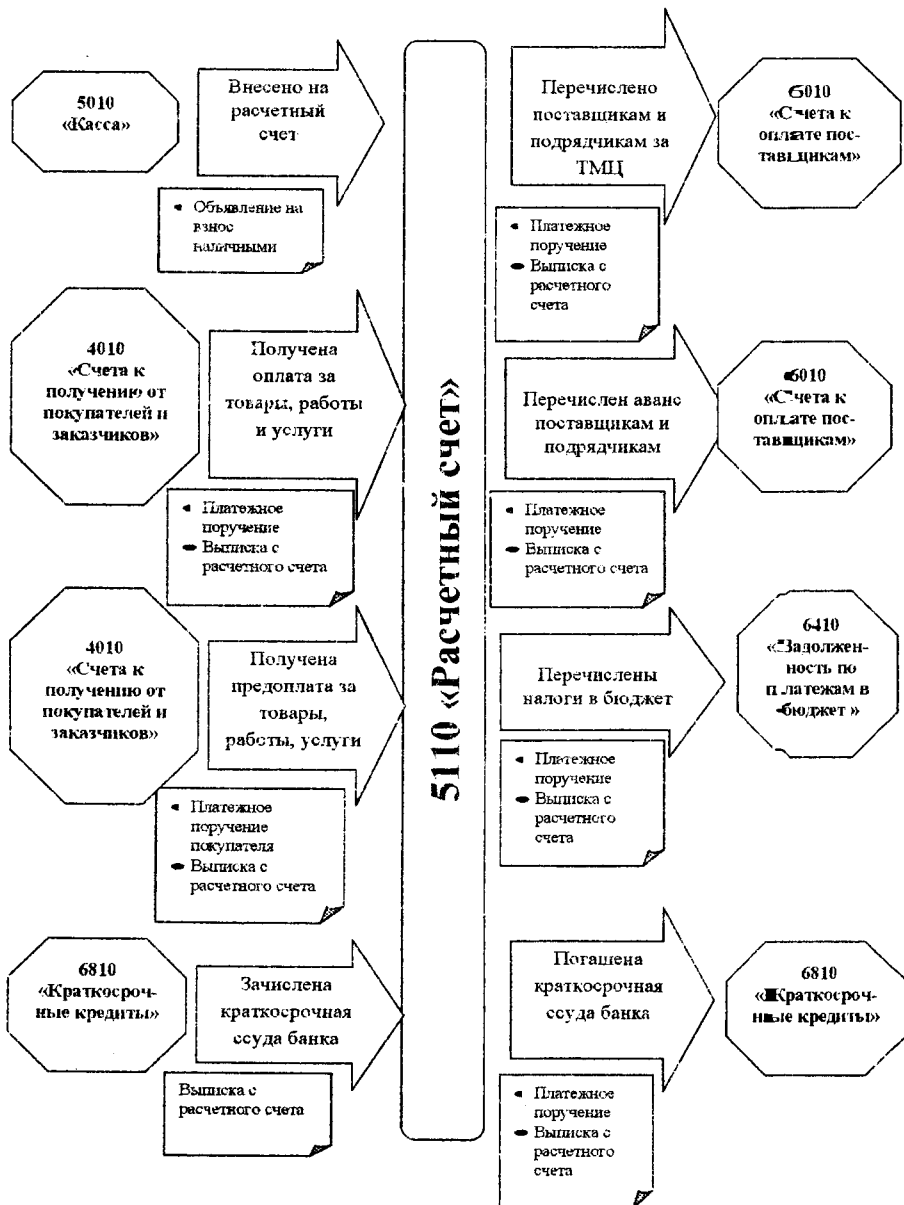 5010
«Касса»
Внесено на
расчетный
счет
Объявление на
взнос
наличными
4010
«Счета к
получению от
покупателей и
заказчиков»
Получена
оплата за
товары, работы
и услуги
Платежное
поручение
Выписка с
расчетного счета
4010
«Счета к
получению от
покупателей и
заказчиков»
Получена
предоплата за
товары,
работы, услуги
Платежное
поручение
покупателя
Выписка с
расчетного счета
6810
«Краткосроч-
ные кредиты»
Зачислена
краткосрочная
ссуда банка
Выписка с
расчетного счета
5110 «Расчетный счет»
Перечислено
поставщикам и
подрядчикам за
ТМЦ
6010
«Счета к
оплате пос-
тавщикам»
Платежное
поручение
Выписка с
расчетного
счета
Перечислен аванс
поставщикам и
подрядчикам
6010
«Счета к
оплате пос-
тавщикам»
Платежное
поручение
Выписка с
расчетного счета
Перечислены
налоги в бюджет
6410
«Задолжен-
ность по
платежам в
бюджет »
Платежное
поручение
Выписка с
расчетного
счета
Погашена
краткосрочная
ссуда банка
6810
«Краткосроч-
ные кредиты»
Платежное
поручение
Выписка с
расчетного
счета